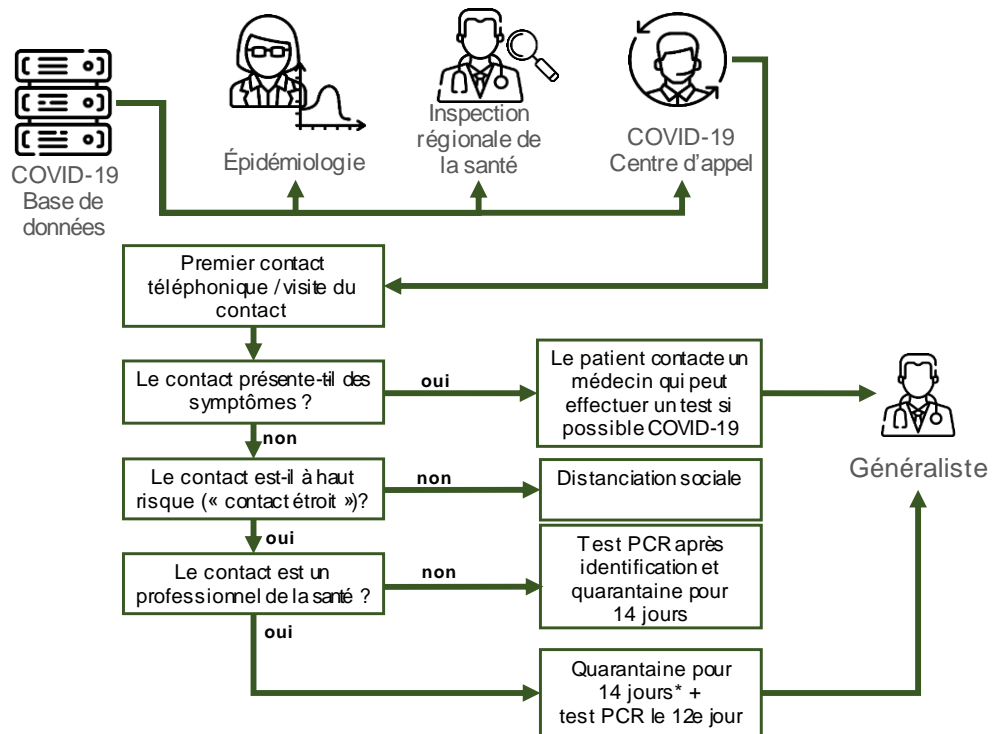 COVID-19
Base de
données
Épidémiologie
Inspection
régionale de
la santé
COVID-19
Centre d'appel
Premier contact
téléphonique / visite du
contact
Le contact présente-t-il des
symptômes ?
oui
Le patient contacte un
médecin qui peut
effectuer un test si
possible COVID-19
Généraliste
non
Le contact est-il à haut
risque (« contact étroit »)?
non
Distanciation sociale
oui
Le contact est un
professionnel de la santé ?
non
Test PCR après
identification et
quarantaine pour
14 jours
oui
Quarantaine pour
14 jours* +
test PCR le 12e jour